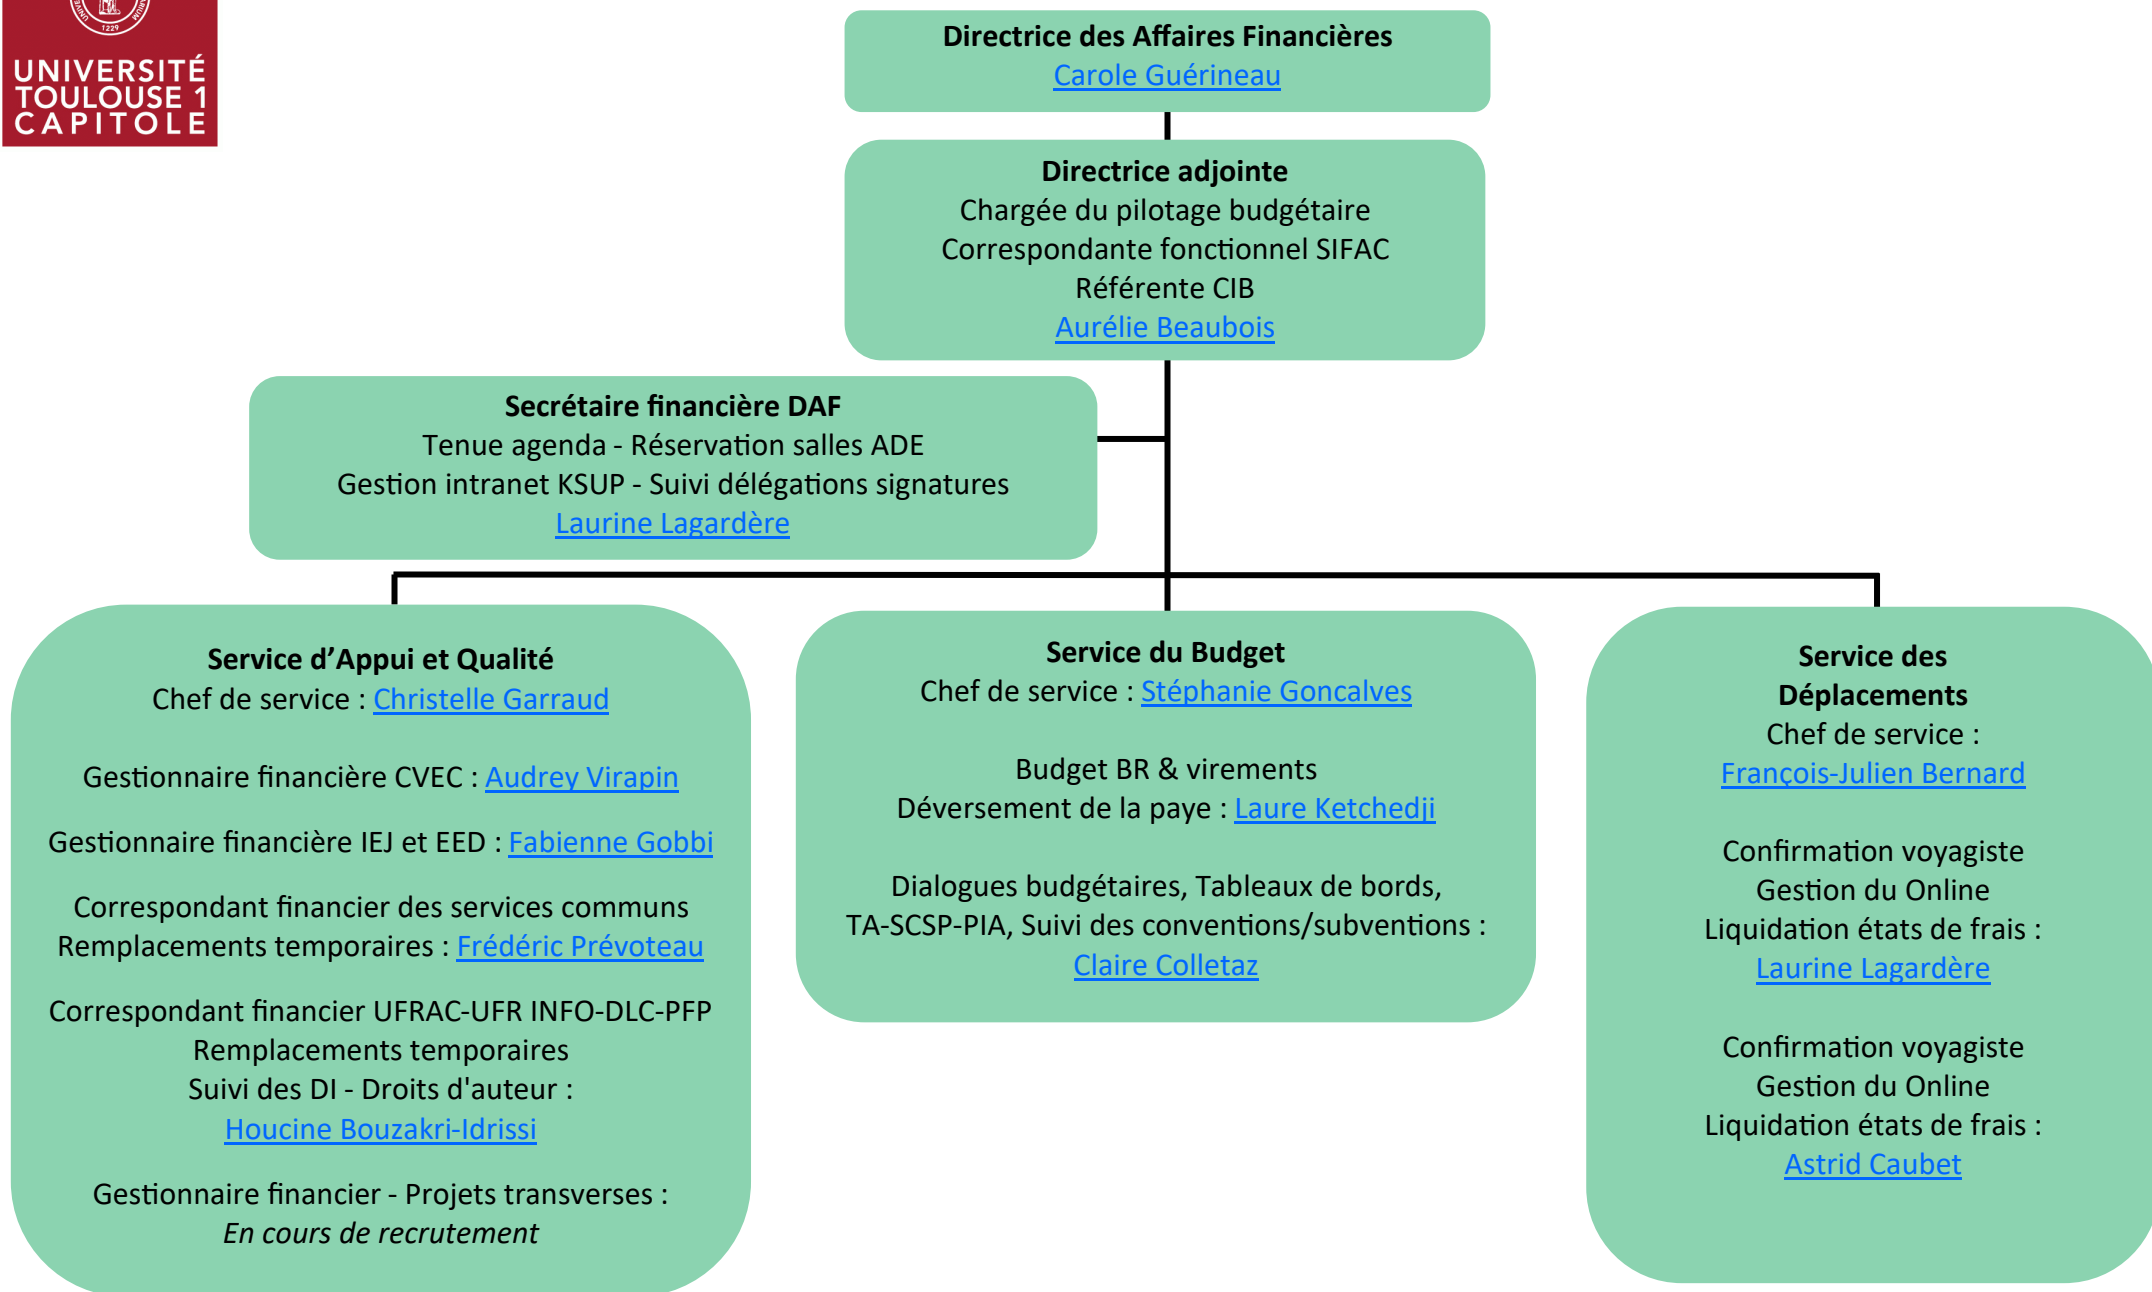 1229
UNIVERSITÉ
TOULOUSE 1
CAPITOLE
Directrice des Affaires Financières
Carole Guérineau
Directrice adjointe
Chargée du pilotage budgétaire
Correspondante fonctionnel SIFAC
Référente CIB
Aurélie Beaubois
Secrétaire financière DAF
Tenue agenda - Réservation salles ADE
Gestion intranet KSUP - Suivi délégations signatures
Laurine Lagardère
Service d’Appui et Qualité
Chef de service : Christelle Garraud
Gestionnaire financière CVEC : Audrey Virapin
Gestionnaire financière IEJ et EED : Fabienne Gobbi
Correspondant financier des services communs
Remplacements temporaires : Frédéric Prévoteau
Correspondant financier UFRAC-UFR INFO-DLC-PFP
Remplacements temporaires
Suivi des DI - Droits d'auteur :
Houcine Bouzakri-Idrissi
Gestionnaire financier - Projets transverses :
En cours de recrutement
Service du Budget
Chef de service : Stéphanie Goncalves
Budget BR & virements
Déversement de la paye : Laure Ketchedji
Dialogues budgétaires, Tableaux de bords,
TA-SCSP-PIA, Suivi des conventions/subventions :
Claire Colletaz
Service des
Déplacements
Chef de service :
François-Julien Bernard
Confirmation voyagiste
Gestion du Online
Liquidation états de frais :
Laurine Lagardère
Confirmation voyagiste
Gestion du Online
Liquidation états de frais :
Astrid Caubet